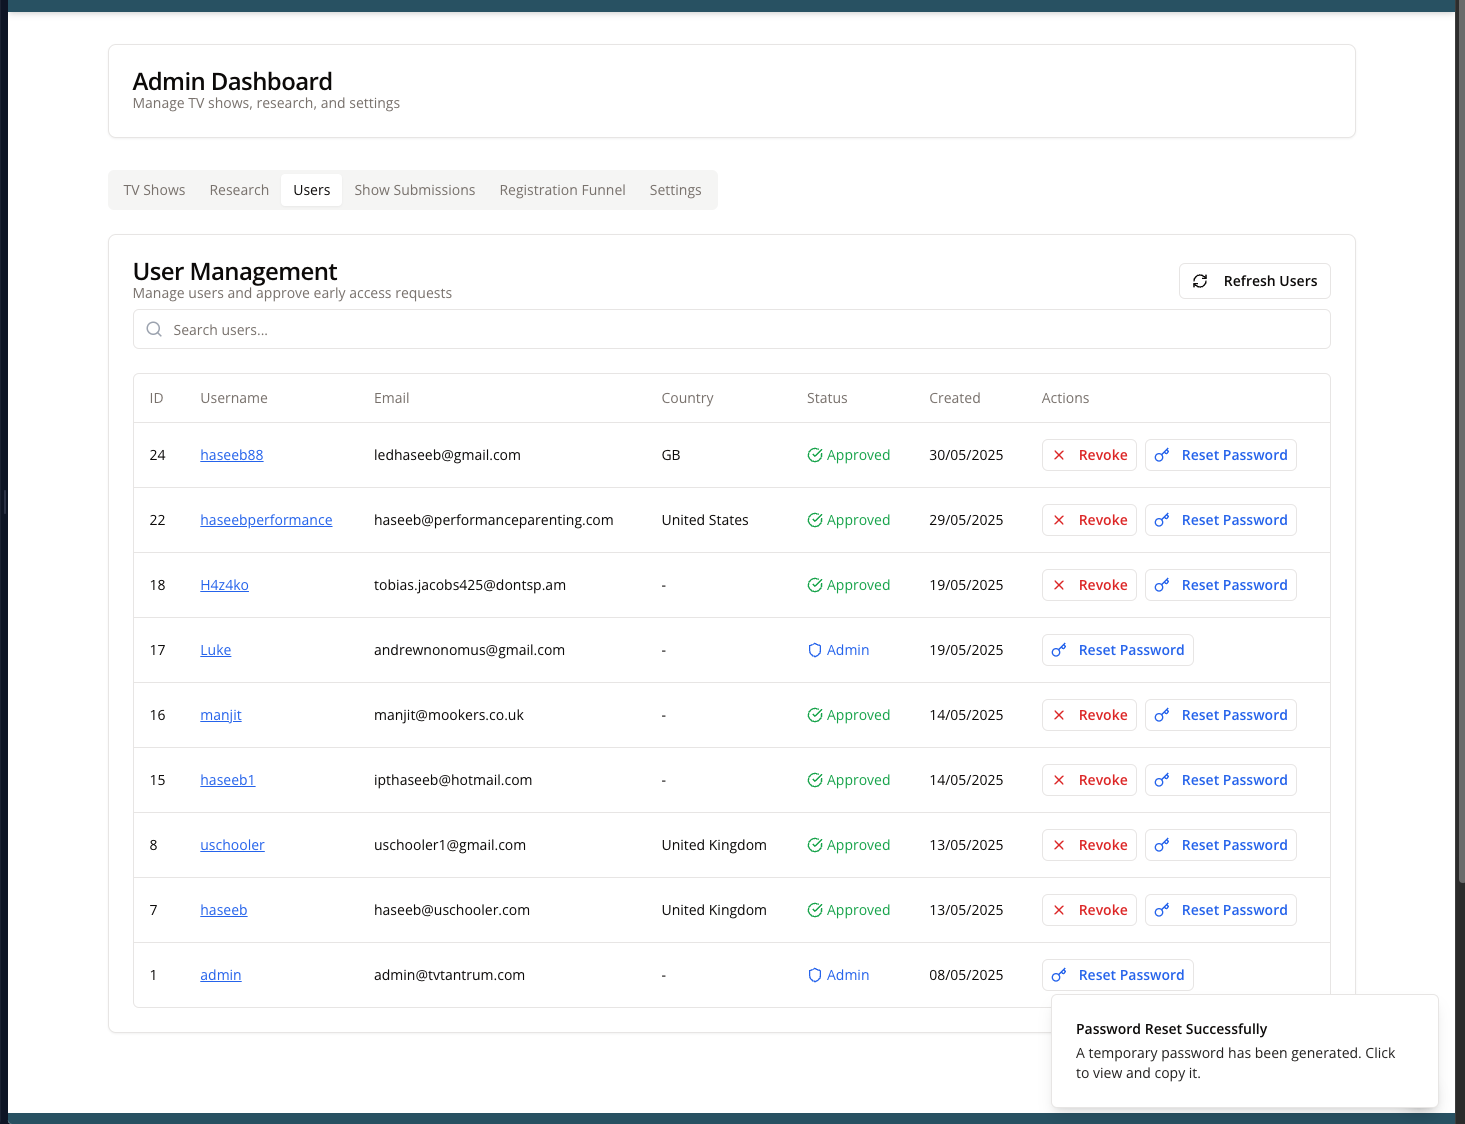 Admin Dashboard
Manage TV shows, research, and settings
TV Shows Research Users Show Submissions Registration Funnel Settings
User Management
Manage users and approve early access requests
Refresh Users
Search users...
ID Username Email Country Status Created Actions
24 haseeb88 ledhaseeb@gmail.com GB Approved 30/05/2025 Revoke Reset Password
22 haseebperformance haseeb@performanceparenting.com United States Approved 29/05/2025 Revoke Reset Password
18 H4z4ko tobias.jacobs425@dontsp.am - Approved 19/05/2025 Revoke Reset Password
17 Luke andrewnonomus@gmail.com - Admin 19/05/2025 Reset Password
16 manjit manjit@mookers.co.uk - Approved 14/05/2025 Revoke Reset Password
15 haseeb1 ipthaseeb@hotmail.com - Approved 14/05/2025 Revoke Reset Password
8 uschooler uschooler1@gmail.com United Kingdom Approved 13/05/2025 Revoke Reset Password
7 haseeb haseeb@uschooler.com United Kingdom Approved 13/05/2025 Revoke Reset Password
1 admin admin@tvtantrum.com - Admin 08/05/2025 Reset Password
Password Reset Successfully
A temporary password has been generated. Click
to view and copy it.